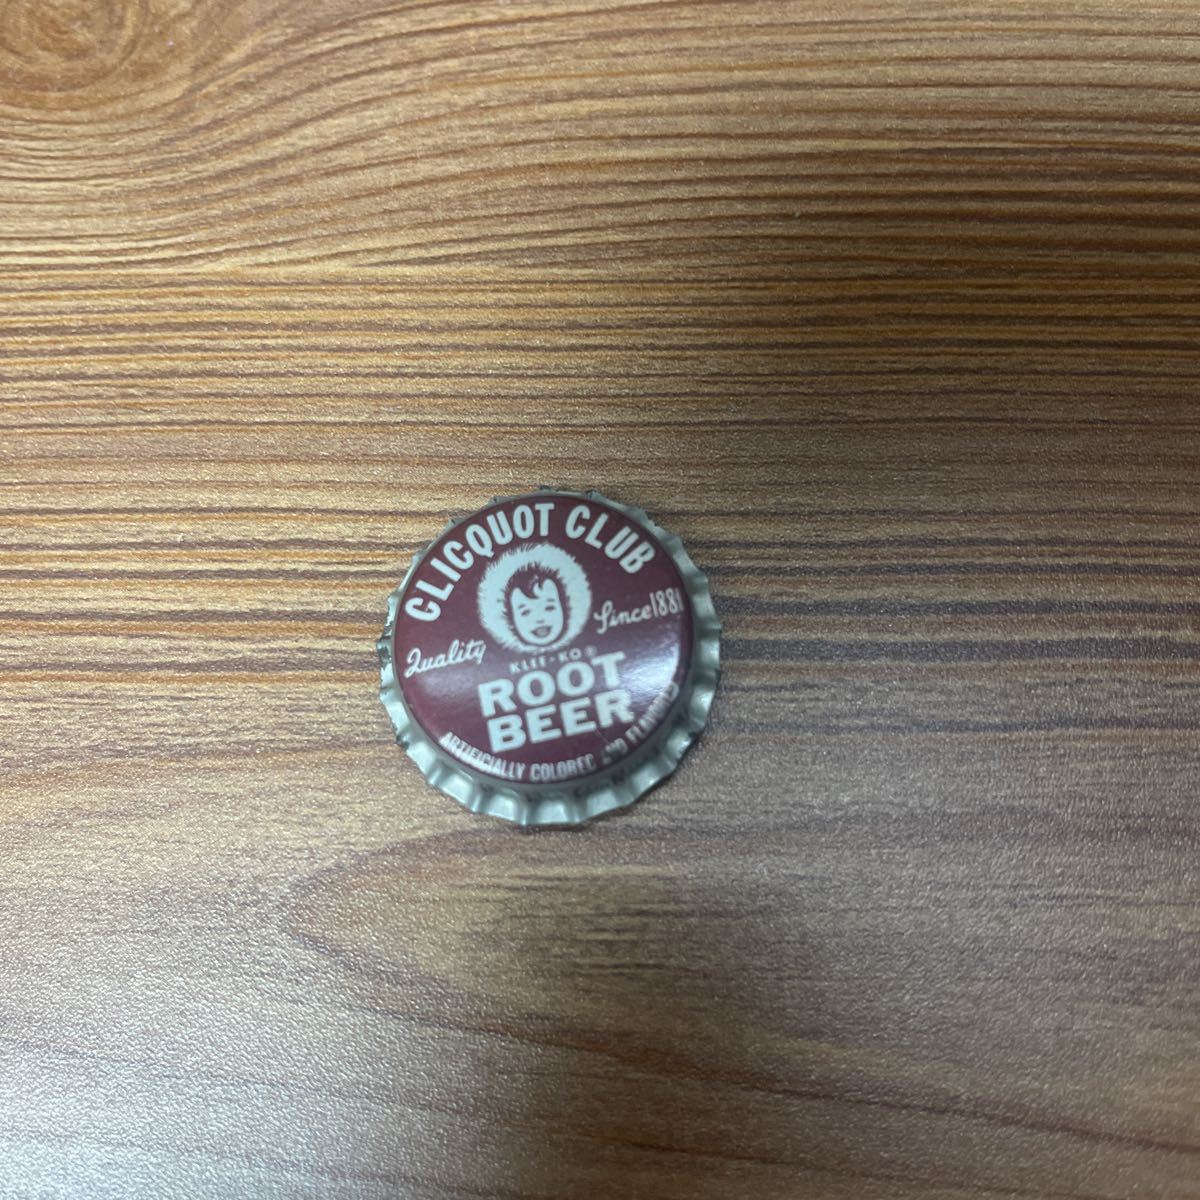 CLICQUOT CLUB
Quality Since 1881
KLEE-KO®
ROOT
BEER
ARTIFICIALLY COLORED AND FLAVORED